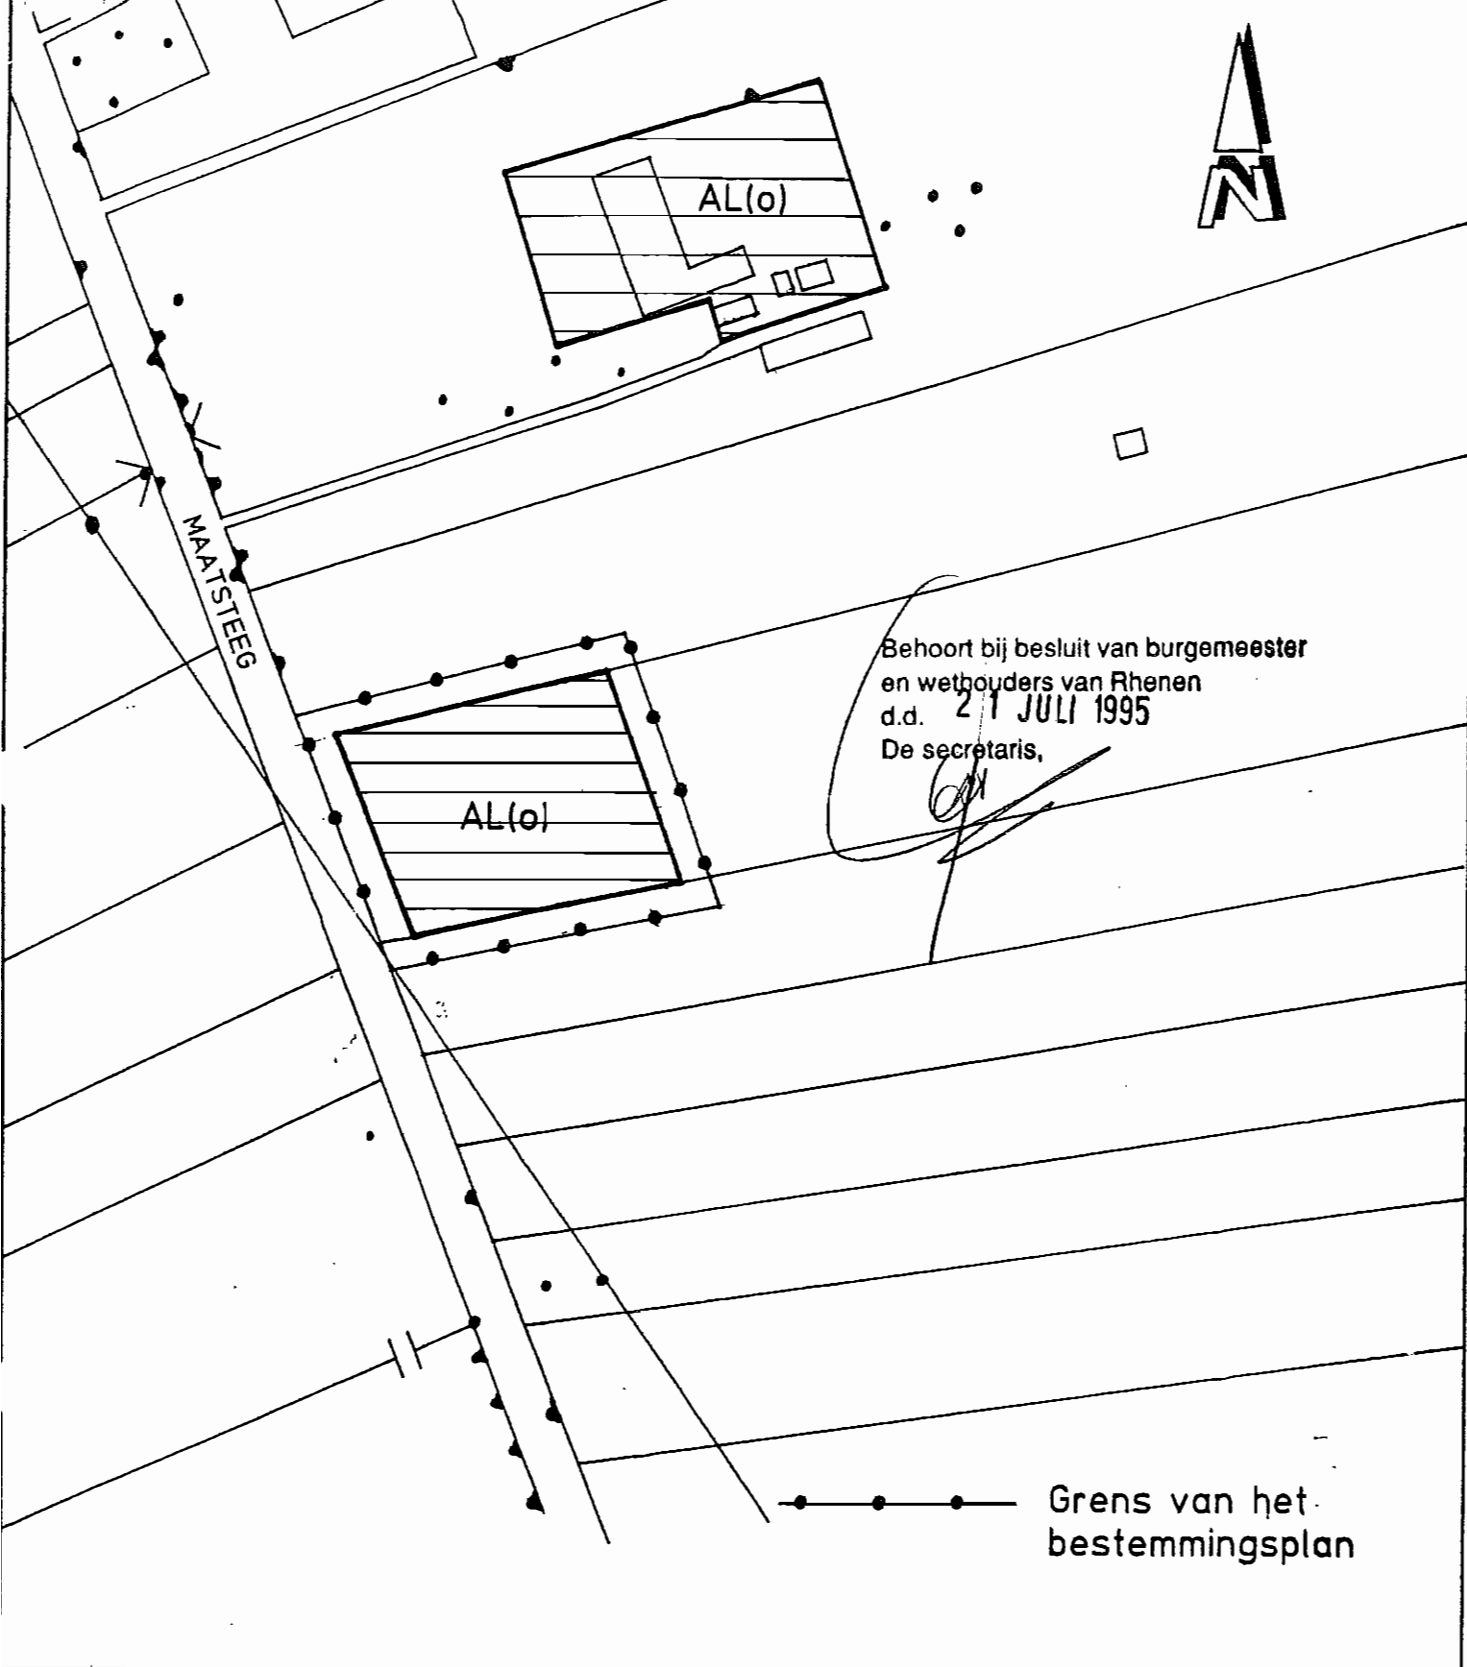 AL(o)
N
MAATSTEEG
Behoort bij besluit van burgemeester
en wethouders van Rhenen
d.d. 21 JULI 1995
De secretaris,
AL(o)
Grens van het
bestemmingsplan